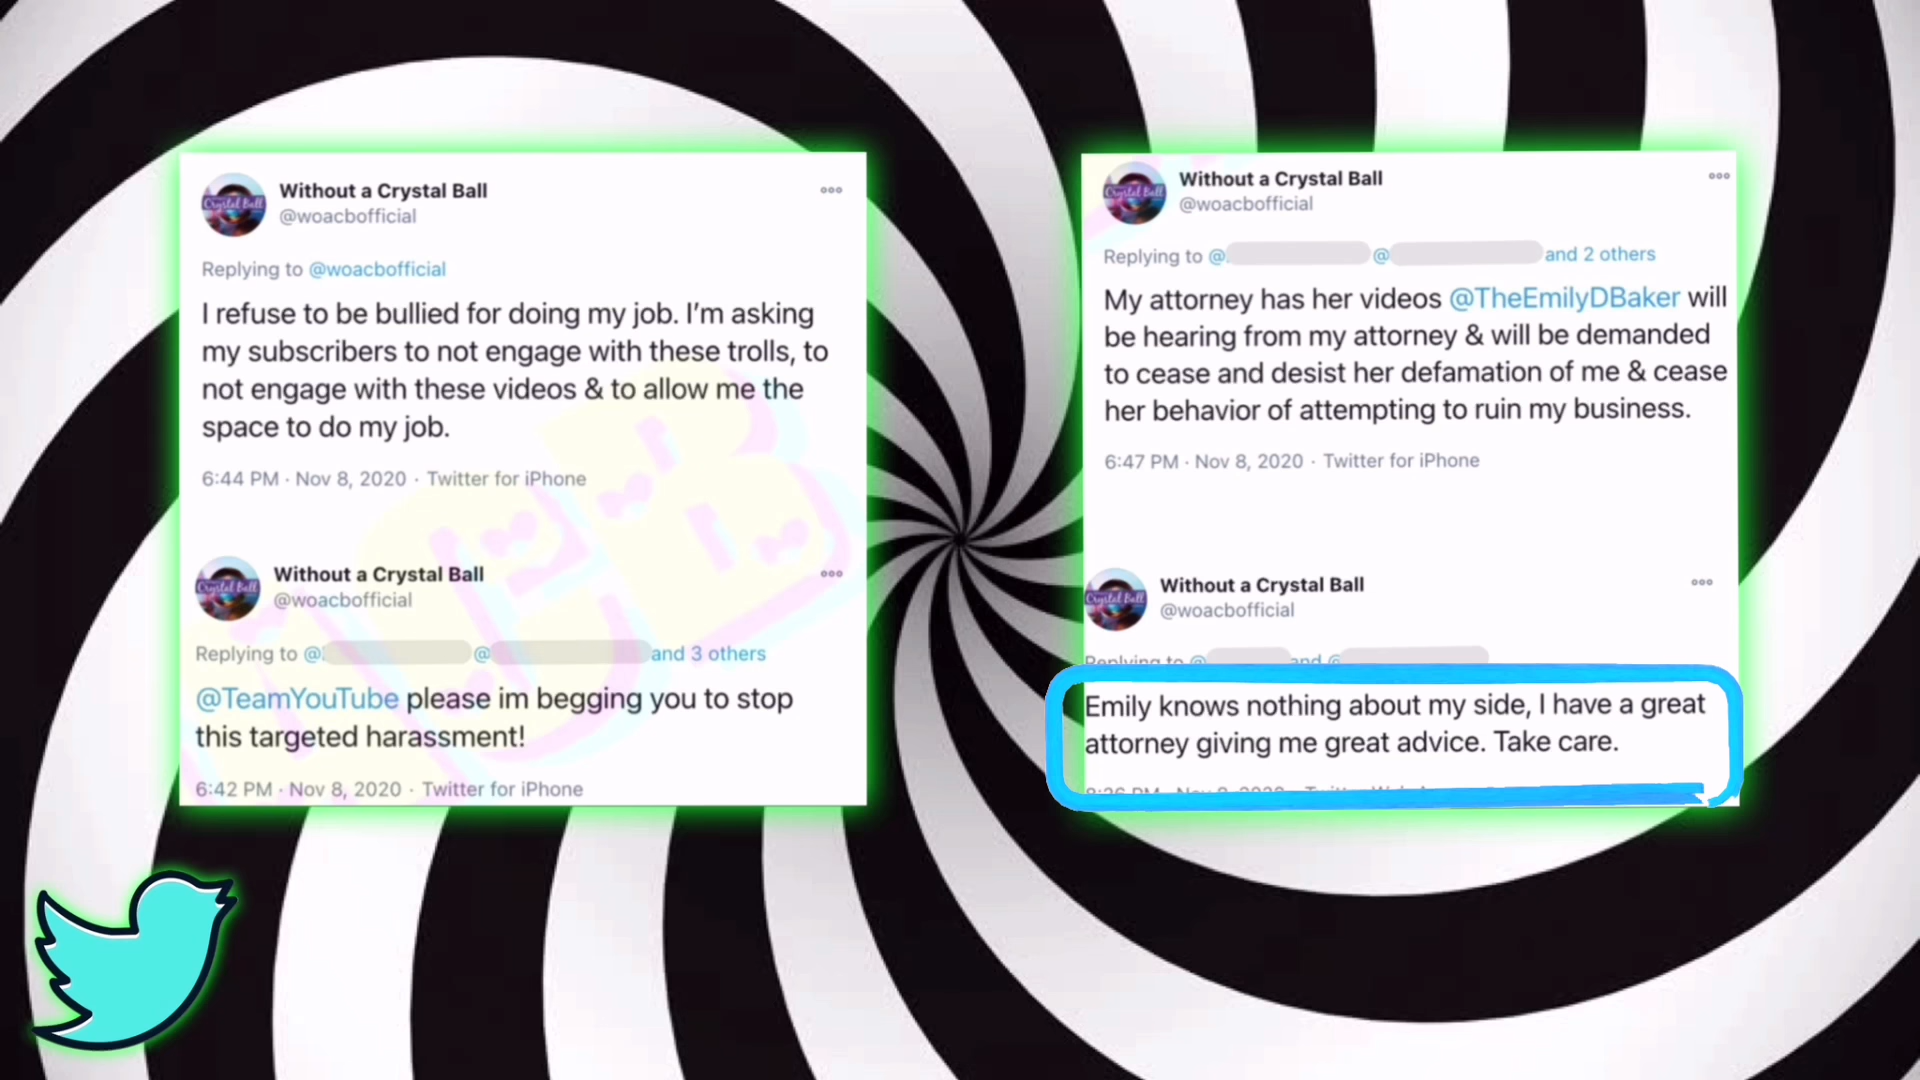 Without a Crystal Ball
@woacbofficial
Replying to @woacbofficial
I refuse to be bullied for doing my job. I'm asking
my subscribers to not engage with these trolls, to
not engage with these videos & to allow me the
space to do my job.
6:44 PM · Nov 8, 2020 · Twitter for iPhone
Without a Crystal Ball
@woacbofficial
Replying to @ @ and 3 others
@TeamYouTube please im begging you to stop
this targeted harassment!
6:42 PM · Nov 8, 2020 · Twitter for iPhone
Without a Crystal Ball
@woacbofficial
Replying to @ @ and 2 others
My attorney has her videos @TheEmilyDBaker will
be hearing from my attorney & will be demanded
to cease and desist her defamation of me & cease
her behavior of attempting to ruin my business.
6:47 PM · Nov 8, 2020 · Twitter for iPhone
Without a Crystal Ball
@woacbofficial
Replying to @ and @
Emily knows nothing about my side, I have a great
attorney giving me great advice. Take care.